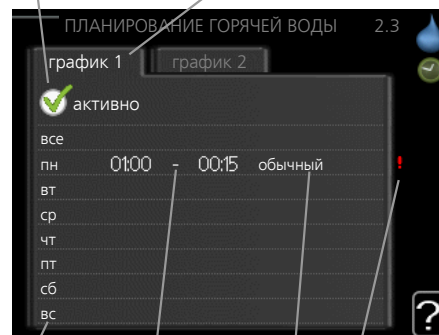 ПЛАНИРОВАНИЕ ГОРЯЧЕЙ ВОДЫ 2.3
график 1 график 2
активно
все
пн 01:00 - 00:15 обычный !
вт
ср
чт
пт
сб
вс
?